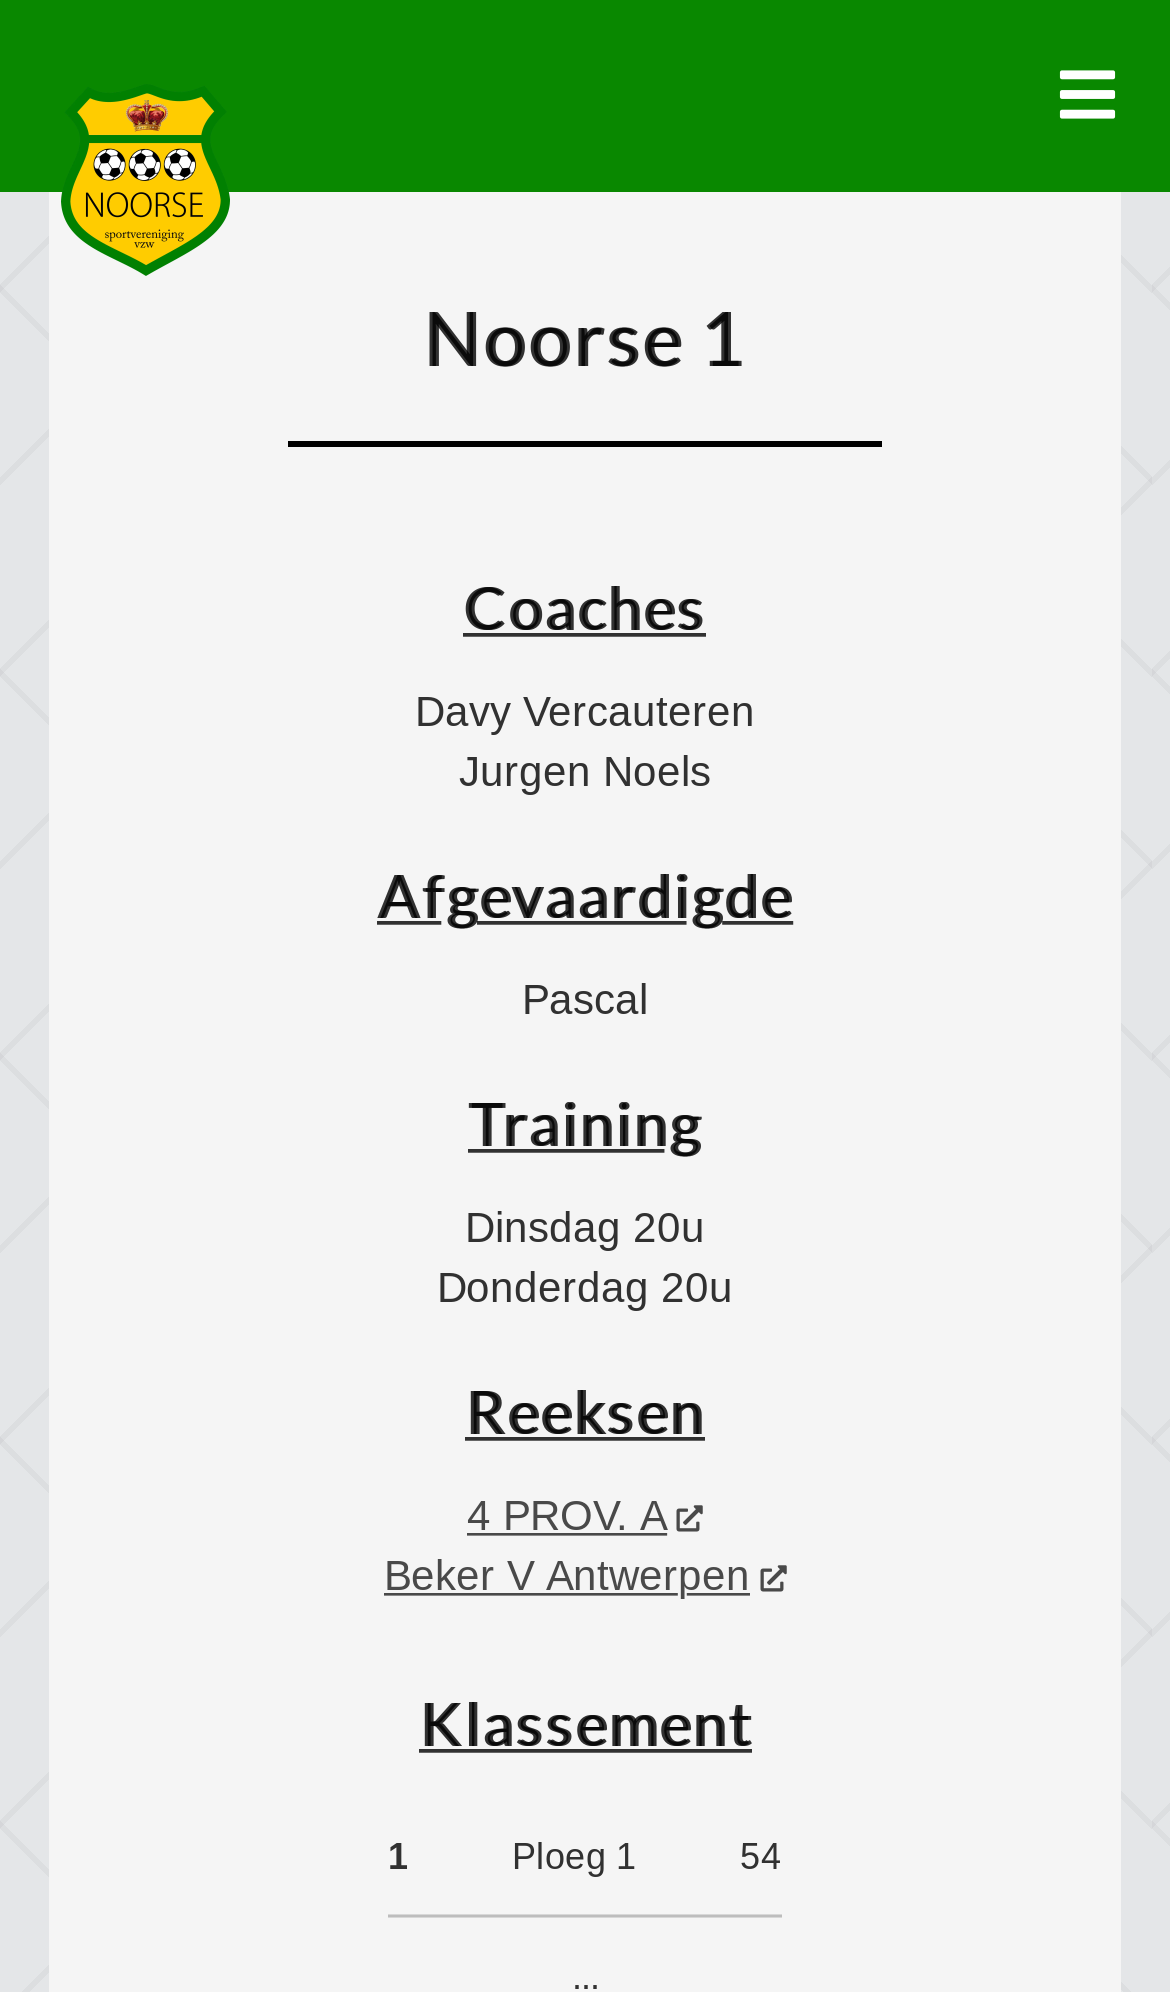 NOORSE
sportvereniging
vzw
Noorse 1
Coaches
Davy Vercauteren
Jurgen Noels
Afgevaardigde
Pascal
Training
Dinsdag 20u
Donderdag 20u
Reeksen
4 PROV. A
Beker V Antwerpen
Klassement
1 Ploeg 1 54
...